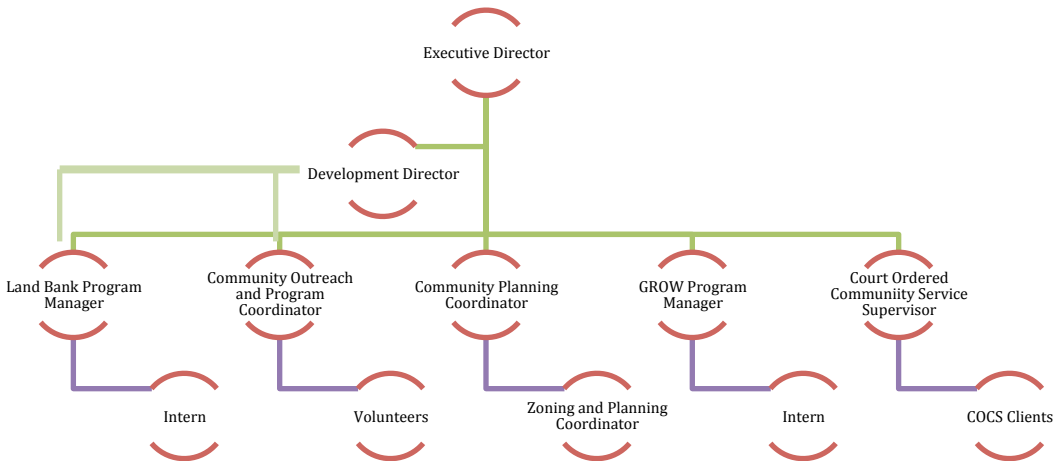 Executive Director
Development Director
Land Bank Program
Manager
Community Outreach
and Program
Coordinator
Community Planning
Coordinator
GROW Program
Manager
Court Ordered
Community Service
Supervisor
Intern
Volunteers
Zoning and Planning
Coordinator
Intern
COCS Clients